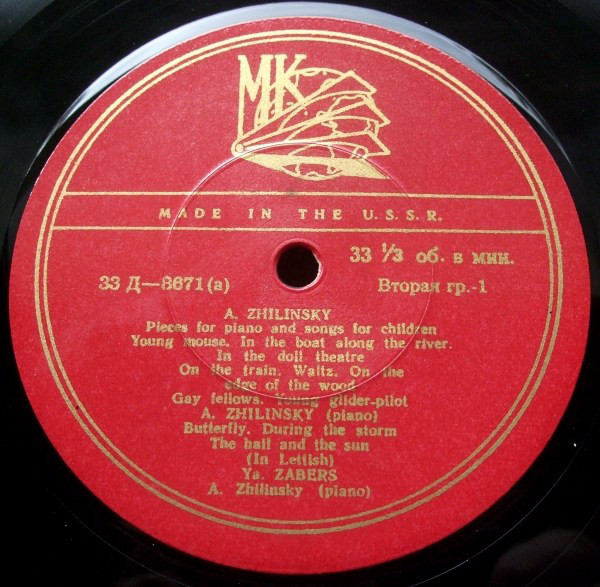 МК
MADE IN THE U.S.S.R.
33 1/3 об. в мин.
33 Д—8671(a)
Вторая гр.-1
A. ZHILINSKY
Pieces for piano and songs for children
Young mouse. In the boat along the river.
In the doll theatre
On the train. Waltz. On the
edge of the wood
Gay fellows. Young glider-pilot
A. ZHILINSKY (piano)
Butterfly. During the storm
The hail and the sun
(In Lettish)
Ya. ZABERS
A. Zhilinsky (piano)